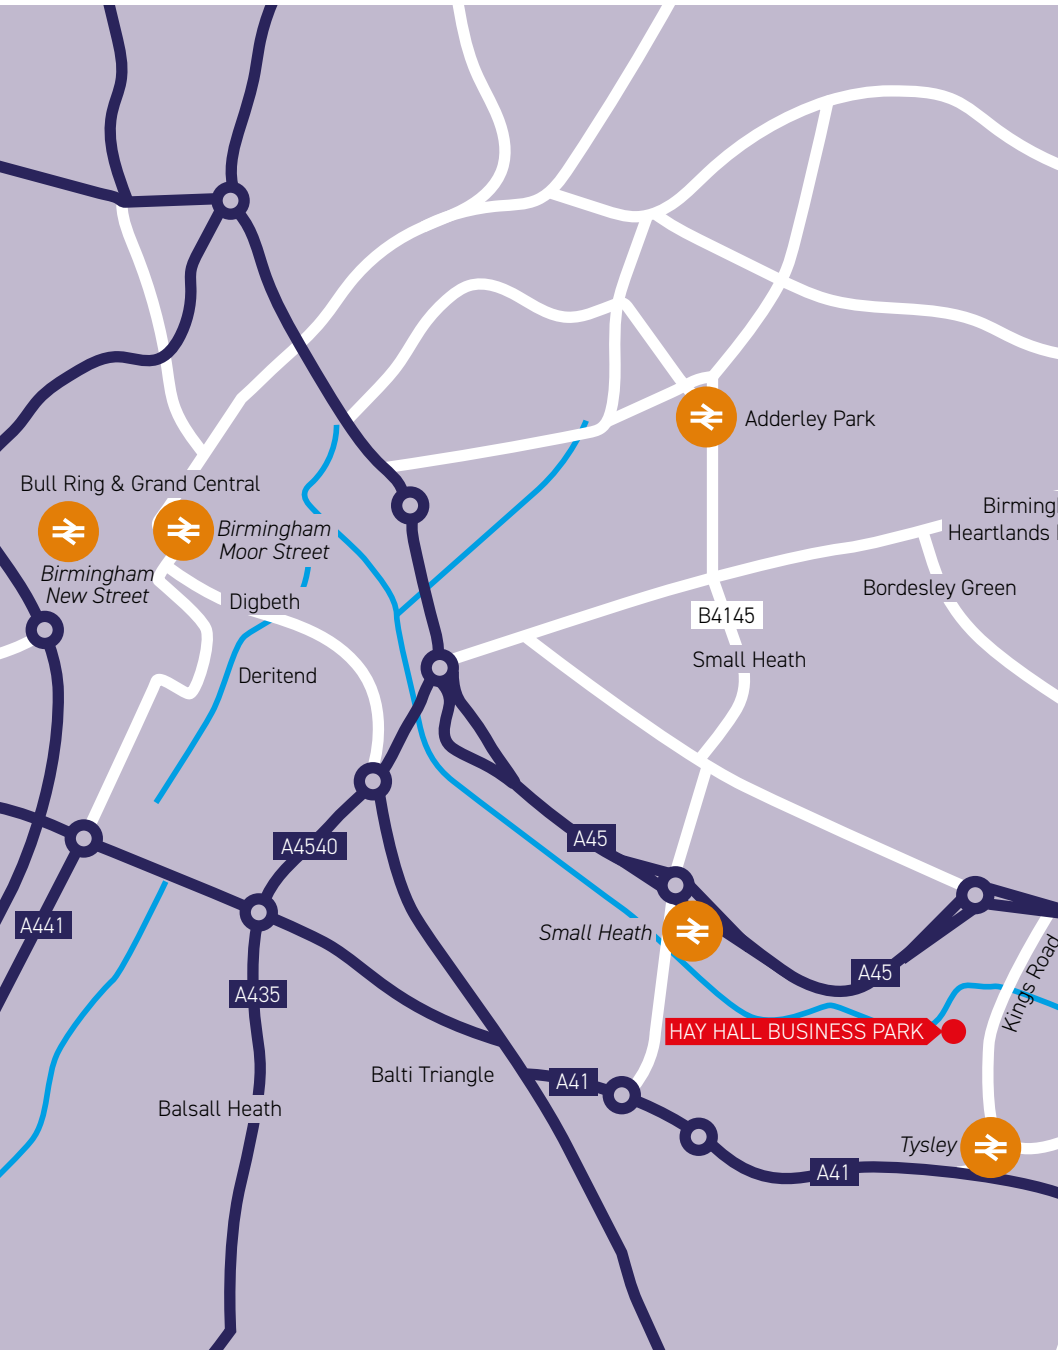 Adderley Park
Bull Ring & Grand Central
Birmingham
Moor Street
Birmingham
New Street
Heartlands
Digbeth
Bordesley Green
B4145
Small Heath
Deritend
A45
A4540
A441
Small Heath
A45
Kings Road
A435
HAY HALL BUSINESS PARK
Balti Triangle
A41
Balsall Heath
Tysley
A41